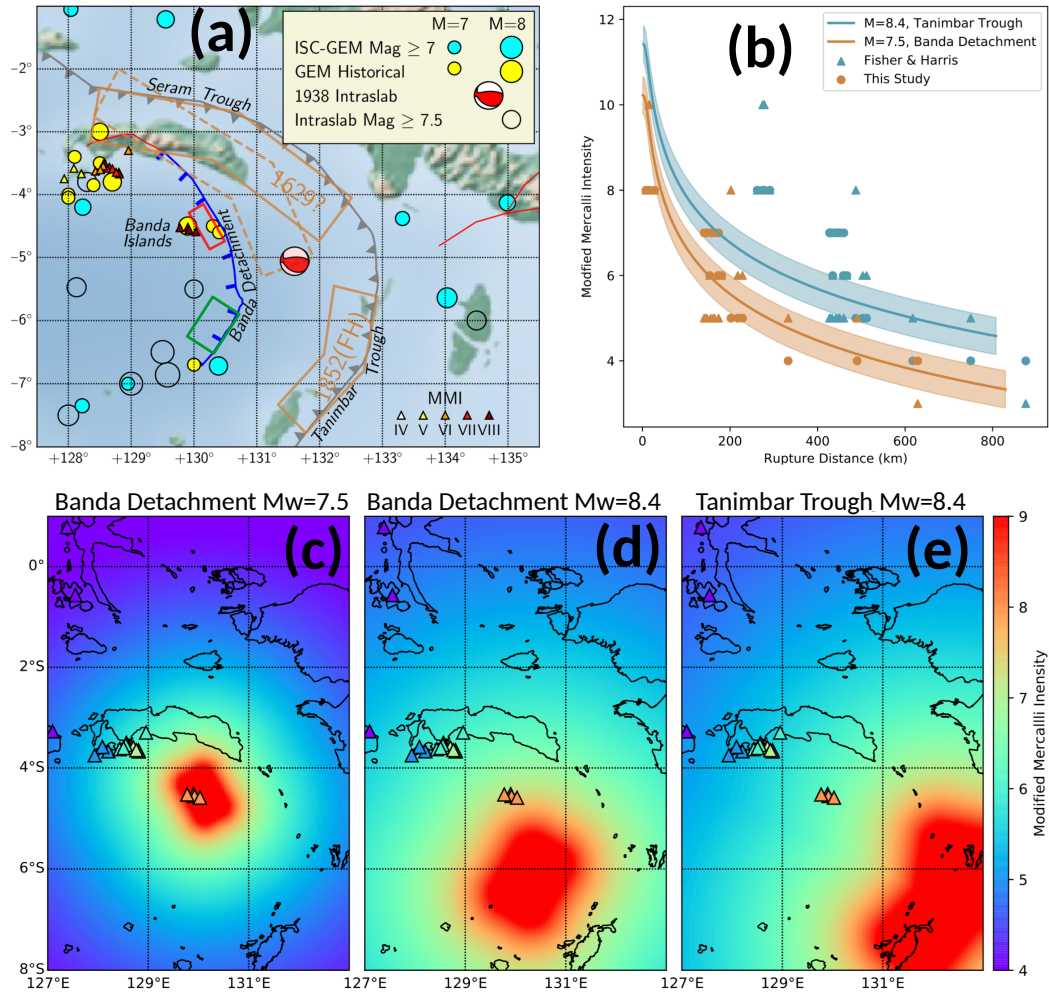 (a)
M=7 M=8
ISC-GEM Mag ≥ 7
GEM Historical
1938 Intraslab
Intraslab Mag ≥ 7.5
−2°
−3°
−4°
−5°
−6°
−7°
−8°
Seram Trough
1629?
Banda
Islands
Banda Detachment
1852(FH)
Tanimbar Trough
MMI
IV V VI VII VIII
+128° +129° +130° +131° +132° +133° +134° +135°
(b)
M=8.4, Tanimbar Trough
M=7.5, Banda Detachment
Fisher & Harris
This Study
Modfied Mercalli Intensity
12
10
8
6
4
0 200 400 600 800
Rupture Distance (km)
Banda Detachment Mw=7.5 Banda Detachment Mw=8.4 Tanimbar Trough Mw=8.4
(c) (d) (e)
0°
2°S
4°S
6°S
8°S
127°E 129°E 131°E 127°E 129°E 131°E 127°E 129°E 131°E
9
8
7
6
5
4
Modified Mercallli Inensity